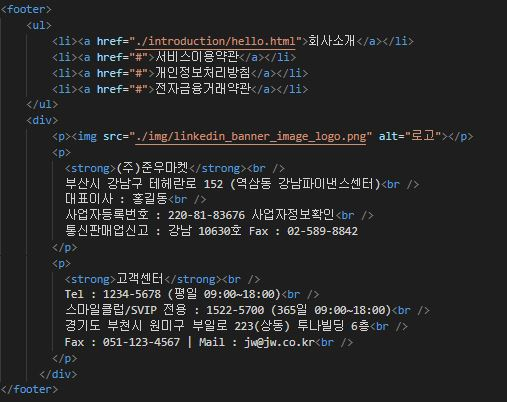 <footer>
<ul>
<li><a href="./introduction/hello.html">회사소개</a></li>
<li><a href="#">서비스이용약관</a></li>
<li><a href="#">개인정보처리방침</a></li>
<li><a href="#">전자금융거래약관</a></li>
</ul>
<div>
<p><img src="./img/linkedin_banner_image_logo.png" alt="로고"></p>
<p>
<strong>(주)준우마켓</strong><br />
부산시 강남구 테헤란로 152 (역삼동 강남파이낸스센터)<br />
대표이사 : 홍길동<br />
사업자등록번호 : 220-81-83676 사업자정보확인<br />
통신판매업신고 : 강남 10630호 Fax : 02-589-8842
</p>
<p>
<strong>고객센터</strong><br />
Tel : 1234-5678 (평일 09:00~18:00)<br />
스마일클럽/SVIP 전용 : 1522-5700 (365일 09:00~18:00)<br />
경기도 부천시 원미구 부일로 223(상동) 투나빌딩 6층<br />
Fax : 051-123-4567 | Mail : jw@jw.co.kr<br />
</p>
</div>
</footer>